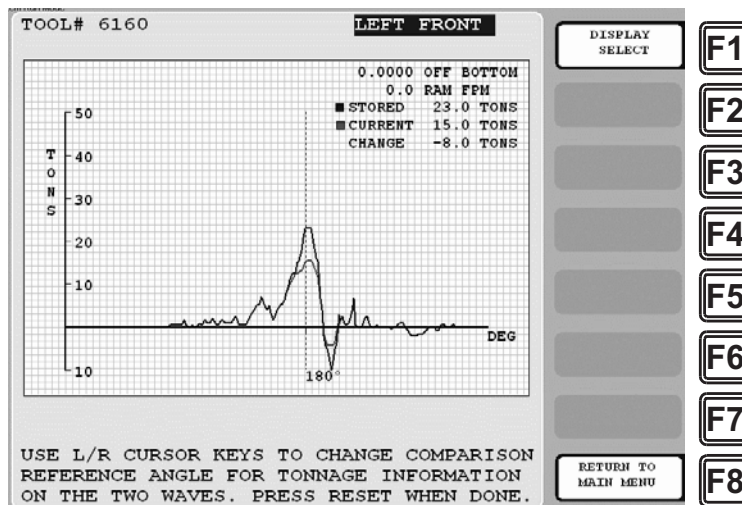 TOOL# 6160
LEFT FRONT
0.0000 OFF BOTTOM
0.0 RAM FPM
STORED 23.0 TONS
CURRENT 15.0 TONS
CHANGE -8.0 TONS
50
40
30
20
10
10
TONS
DEG
180°
USE L/R CURSOR KEYS TO CHANGE COMPARISON
REFERENCE ANGLE FOR TONNAGE INFORMATION
ON THE TWO WAVES. PRESS RESET WHEN DONE.
DISPLAY
SELECT
RETURN TO
MAIN MENU
F1
F2
F3
F4
F5
F6
F7
F8